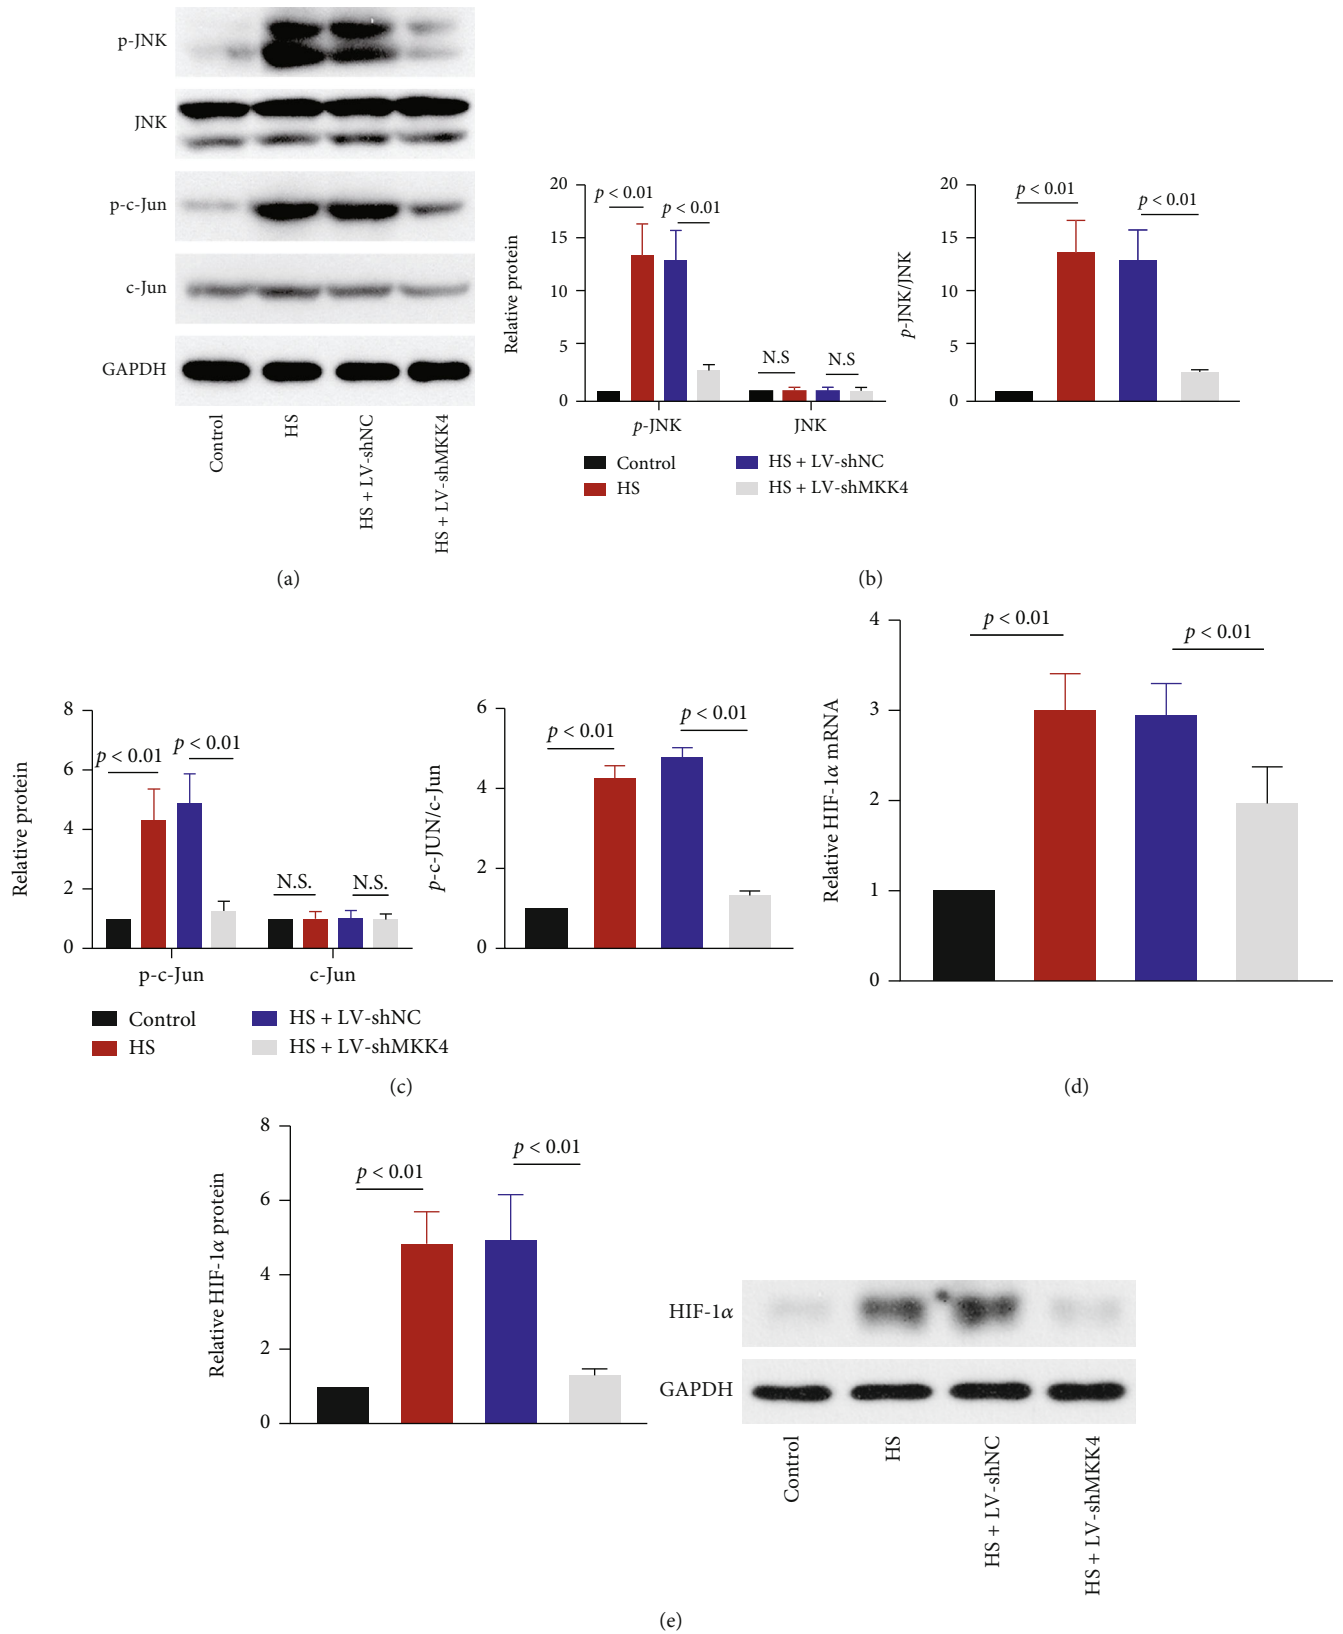 p-JNK
JNK
p-c-Jun
c-Jun
GAPDH
Control
HS
HS + LV-shNC
HS + LV-shMKK4
(a)
Relative protein
20
15
10
5
0
p < 0.01
p < 0.01
N.S
N.S
p-JNK
JNK
p-JNK/JNK
20
15
10
5
0
p < 0.01
p < 0.01
Control
HS
HS + LV-shNC
HS + LV-shMKK4
(b)
Relative protein
8
6
4
2
0
p < 0.01
p < 0.01
N.S.
N.S.
p-c-Jun
c-Jun
p-c-JUN/c-Jun
6
4
2
0
p < 0.01
p < 0.01
Control
HS
HS + LV-shNC
HS + LV-shMKK4
(c)
Relative HIF-1α mRNA
4
3
2
1
0
p < 0.01
p < 0.01
(d)
Relative HIF-1α protein
8
6
4
2
0
p < 0.01
p < 0.01
HIF-1α
GAPDH
Control
HS
HS + LV-shNC
HS + LV-shMKK4
(e)